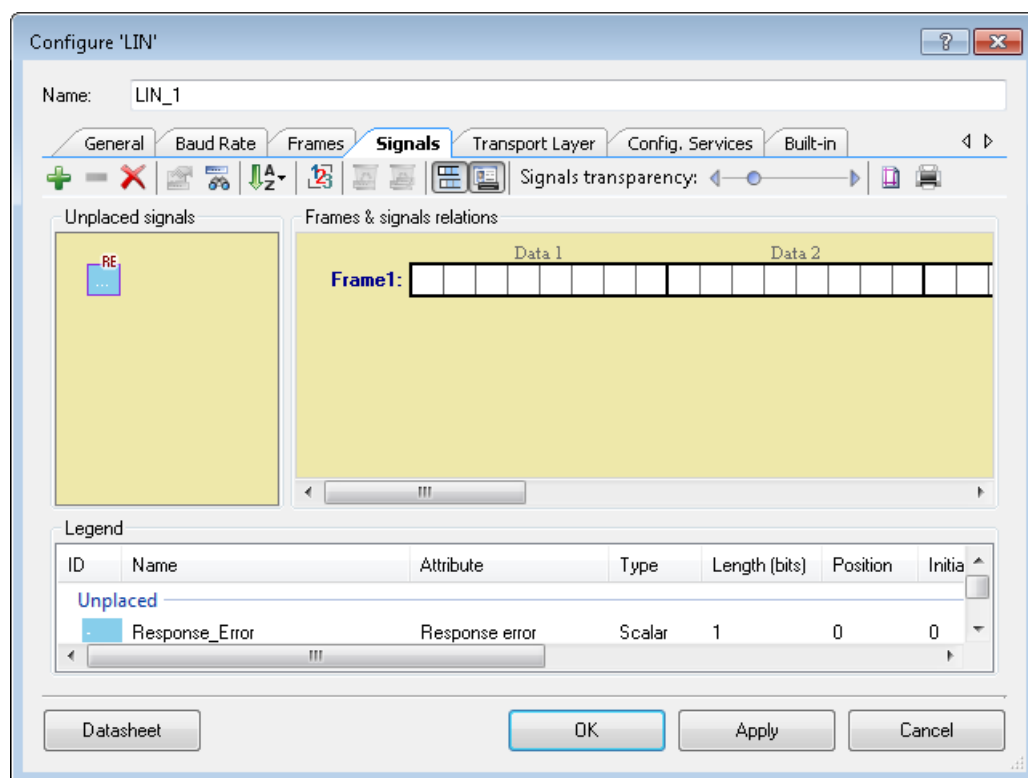 Configure 'LIN'
Name: LIN_1
General Baud Rate Frames Signals Transport Layer Config. Services Built-in
Signals transparency:
Unplaced signals
Frames & signals relations
RE
...
Data 1 Data 2
Frame1:
Legend
ID Name Attribute Type Length (bits) Position Initia
Unplaced
- Response_Error Response error Scalar 1 0 0
Datasheet OK Apply Cancel